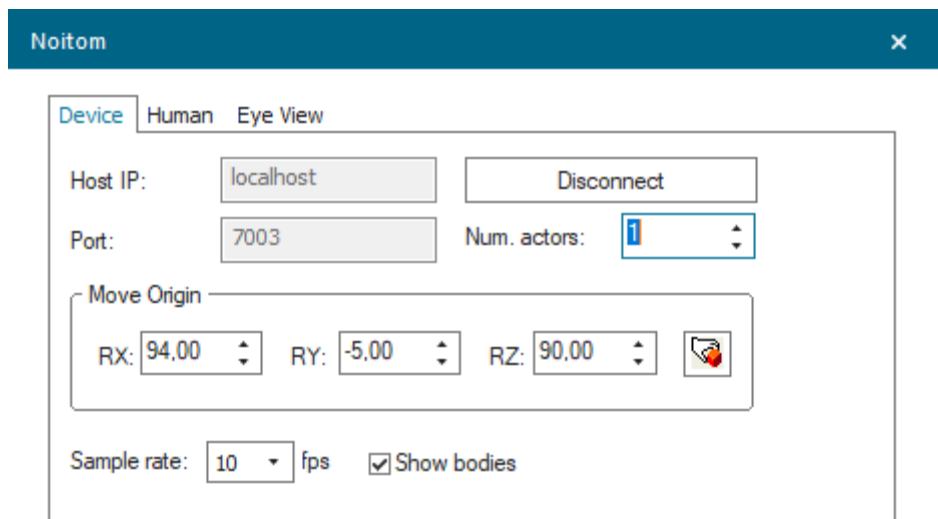 Noitom
Device Human Eye View
Host IP: localhost Disconnect
Port: 7003 Num. actors: 1
Move Origin
RX: 94,00 RY: -5,00 RZ: 90,00
Sample rate: 10 fps Show bodies